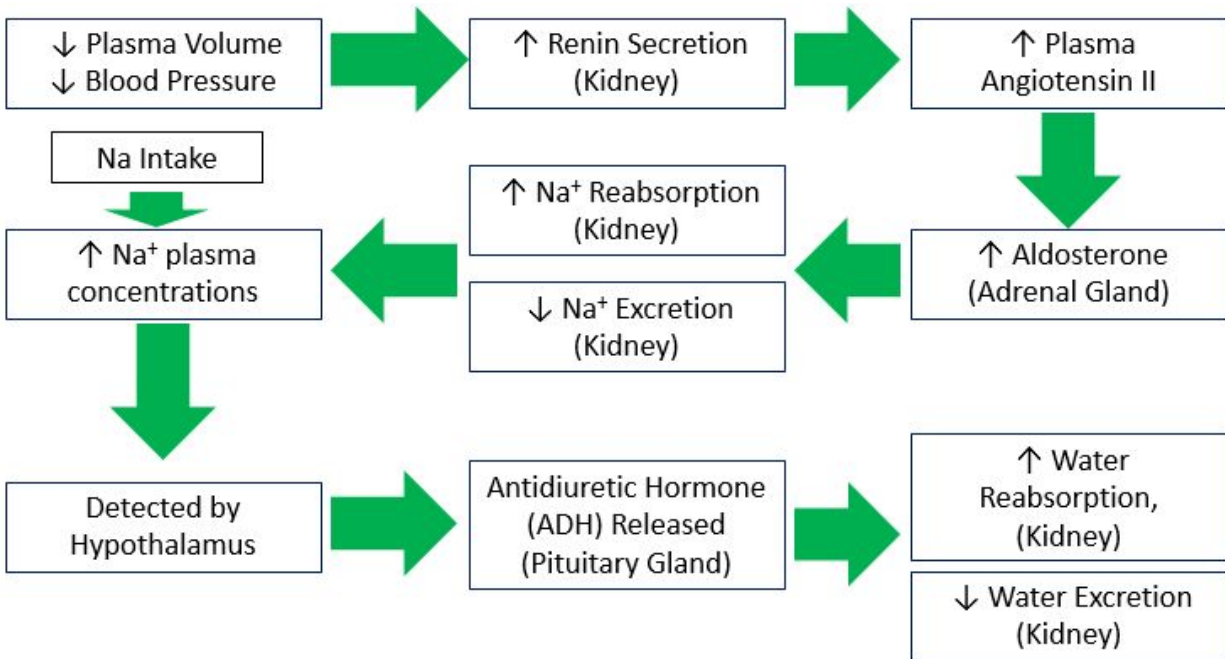 ↓ Plasma Volume
↓ Blood Pressure
↑ Renin Secretion
(Kidney)
↑ Plasma
Angiotensin II
Na Intake
↑ Na⁺ Reabsorption
(Kidney)
↑ Na⁺ plasma
concentrations
↑ Aldosterone
(Adrenal Gland)
↓ Na⁺ Excretion
(Kidney)
Detected by
Hypothalamus
Antidiuretic Hormone
(ADH) Released
(Pituitary Gland)
↑ Water
Reabsorption,
(Kidney)
↓ Water Excretion
(Kidney)